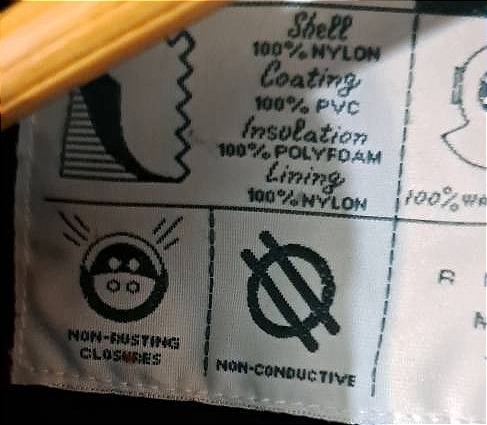 Shell
100% NYLON
Coating
100% PVC
Insulation
100% POLYFOAM
Lining
100% NYLON
100% WA
NON-RUSTING
CLOSURES
NON-CONDUCTIVE
R